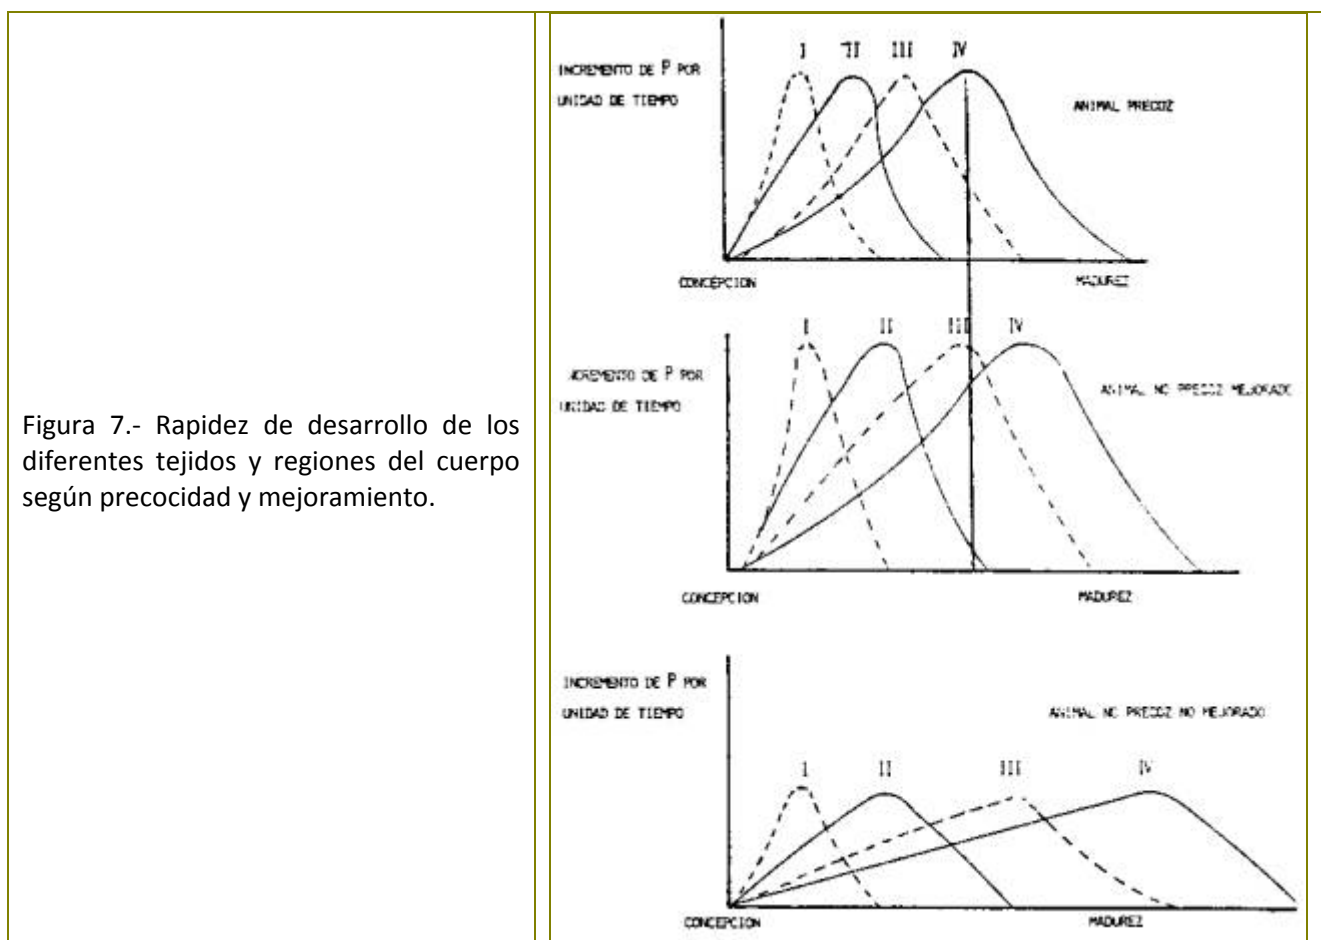 Figura 7.- Rapidez de desarrollo de los
diferentes tejidos y regiones del cuerpo
según precocidad y mejoramiento.
INCREMENTO DE P POR
UNIDAD DE TIEMPO
I II III IV
ANIMAL PRECOZ
CONCEPCION MADUREZ
INCREMENTO DE P POR
UNIDAD DE TIEMPO
I II III IV
ANIMAL NO PRECOZ MEJORADO
CONCEPCION MADUREZ
INCREMENTO DE P POR
UNIDAD DE TIEMPO
ANIMAL NO PRECOZ NO MEJORADO
I II III IV
CONCEPCION MADUREZ